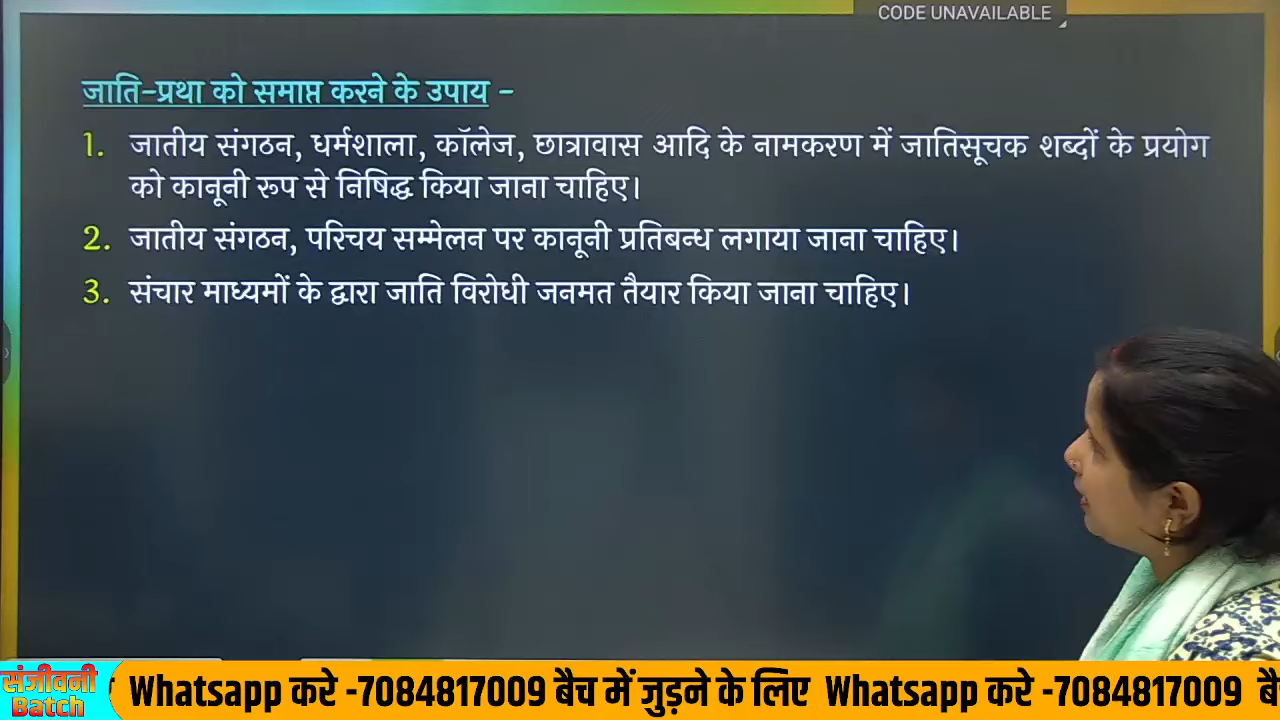 CODE UNAVAILABLE
जाति-प्रथा को समाप्त करने के उपाय -
1. जातीय संगठन, धर्मशाला, कॉलेज, छात्रावास आदि के नामकरण में जातिसूचक शब्दों के प्रयोग
को कानूनी रूप से निषिद्ध किया जाना चाहिए।
2. जातीय संगठन, परिचय सम्मेलन पर कानूनी प्रतिबन्ध लगाया जाना चाहिए।
3. संचार माध्यमों के द्वारा जाति विरोधी जनमत तैयार किया जाना चाहिए।
संजीवनी
Batch
Whatsapp करे -7084817009 बैच में जुड़ने के लिए Whatsapp करे -7084817009 बै